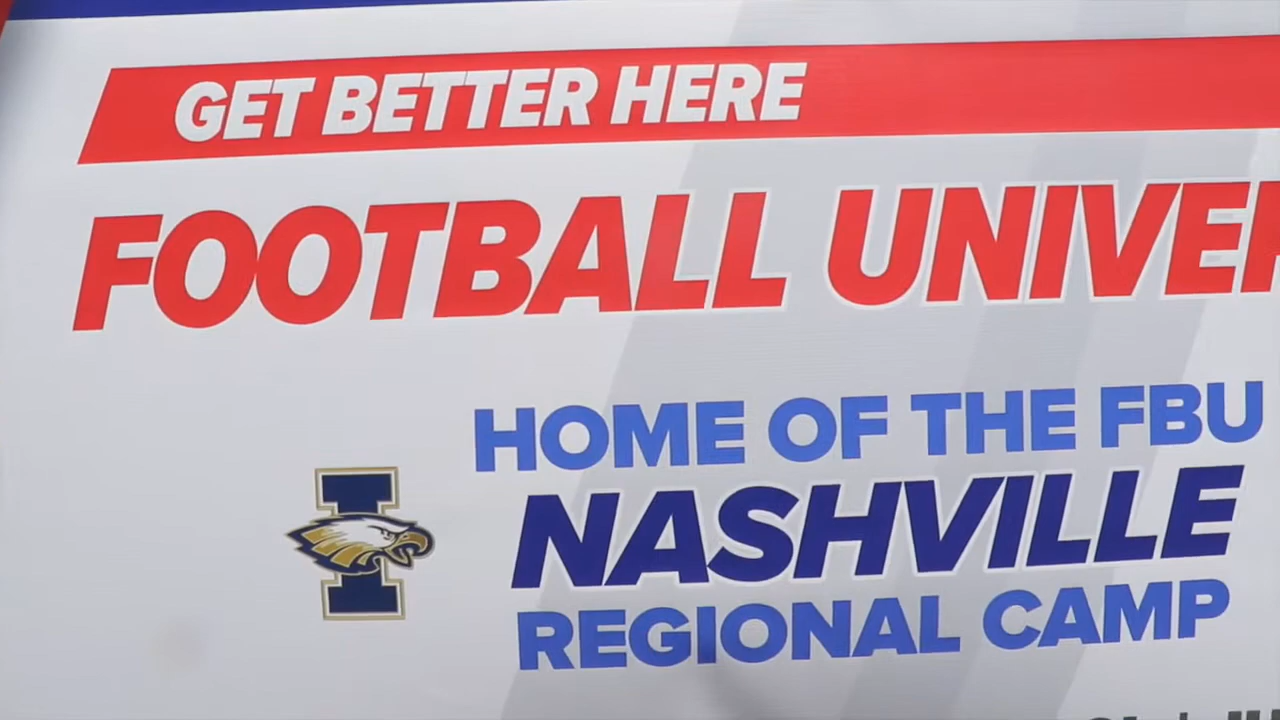 GET BETTER HERE
FOOTBALL UNIVER
HOME OF THE FBU
I
NASHVILLE
REGIONAL CAMP